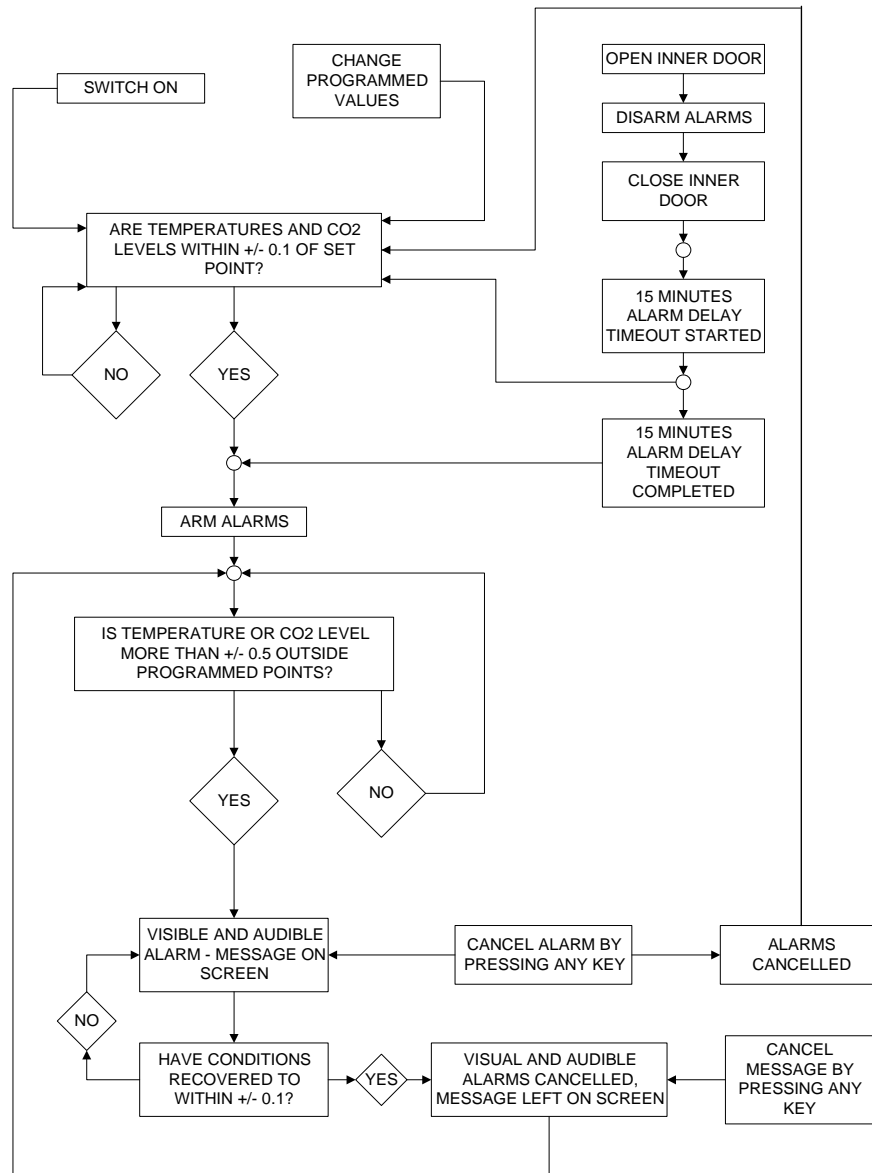 SWITCH ON
CHANGE
PROGRAMMED
VALUES
OPEN INNER DOOR
DISARM ALARMS
CLOSE INNER
DOOR
ARE TEMPERATURES AND CO2
LEVELS WITHIN +/- 0.1 OF SET
POINT?
15 MINUTES
ALARM DELAY
TIMEOUT STARTED
NO
YES
15 MINUTES
ALARM DELAY
TIMEOUT
COMPLETED
ARM ALARMS
IS TEMPERATURE OR CO2 LEVEL
MORE THAN +/- 0.5 OUTSIDE
PROGRAMMED POINTS?
YES
NO
VISIBLE AND AUDIBLE
ALARM - MESSAGE ON
SCREEN
CANCEL ALARM BY
PRESSING ANY KEY
ALARMS
CANCELLED
NO
HAVE CONDITIONS
RECOVERED TO
WITHIN +/- 0.1?
YES
VISUAL AND AUDIBLE
ALARMS CANCELLED,
MESSAGE LEFT ON SCREEN
CANCEL
MESSAGE BY
PRESSING ANY
KEY